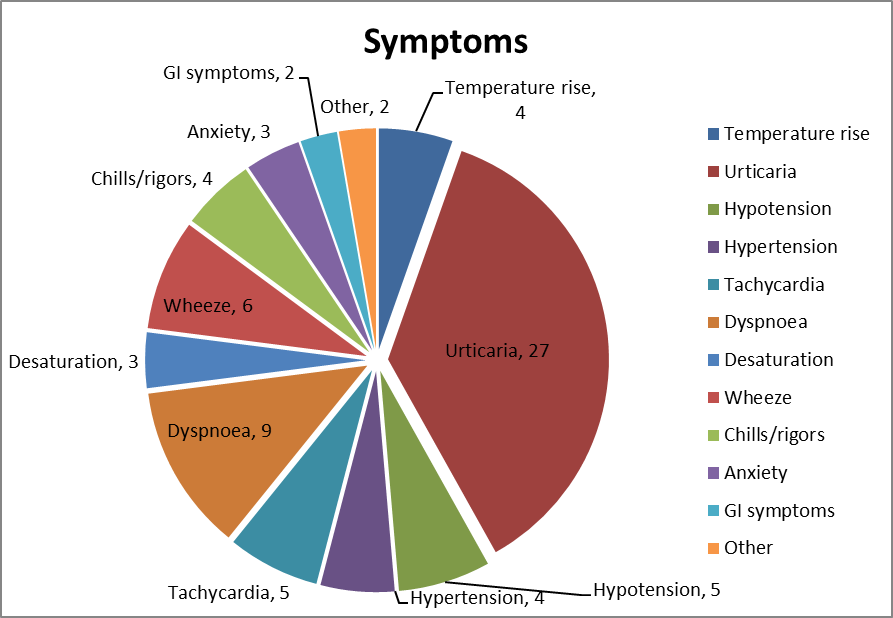 Symptoms
GI symptoms, 2
Temperature rise,
4
Other, 2
Anxiety, 3
Chills/rigors, 4
Wheeze, 6
Urticaria, 27
Desaturation, 3
Dyspnoea, 9
Tachycardia, 5
Hypertension, 4
Hypotension, 5
Temperature rise
Urticaria
Hypotension
Hypertension
Tachycardia
Dyspnoea
Desaturation
Wheeze
Chills/rigors
Anxiety
GI symptoms
Other